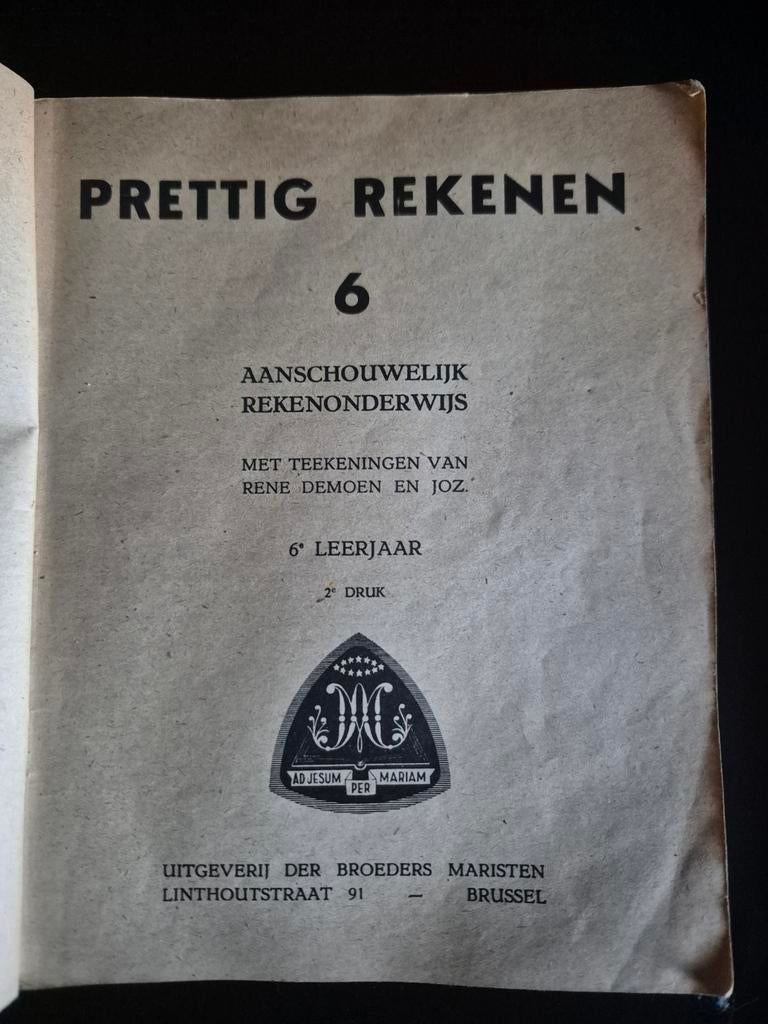 PRETTIG REKENEN
6
AANSCHOUWELIJK
REKENONDERWIJS
MET TEEKENINGEN VAN
RENE DEMOEN EN JOZ.
6e LEERJAAR
2e DRUK
AD JESUM PER MARIAM
UITGEVERIJ DER BROEDERS MARISTEN
LINTHOUTSTRAAT 91 — BRUSSEL